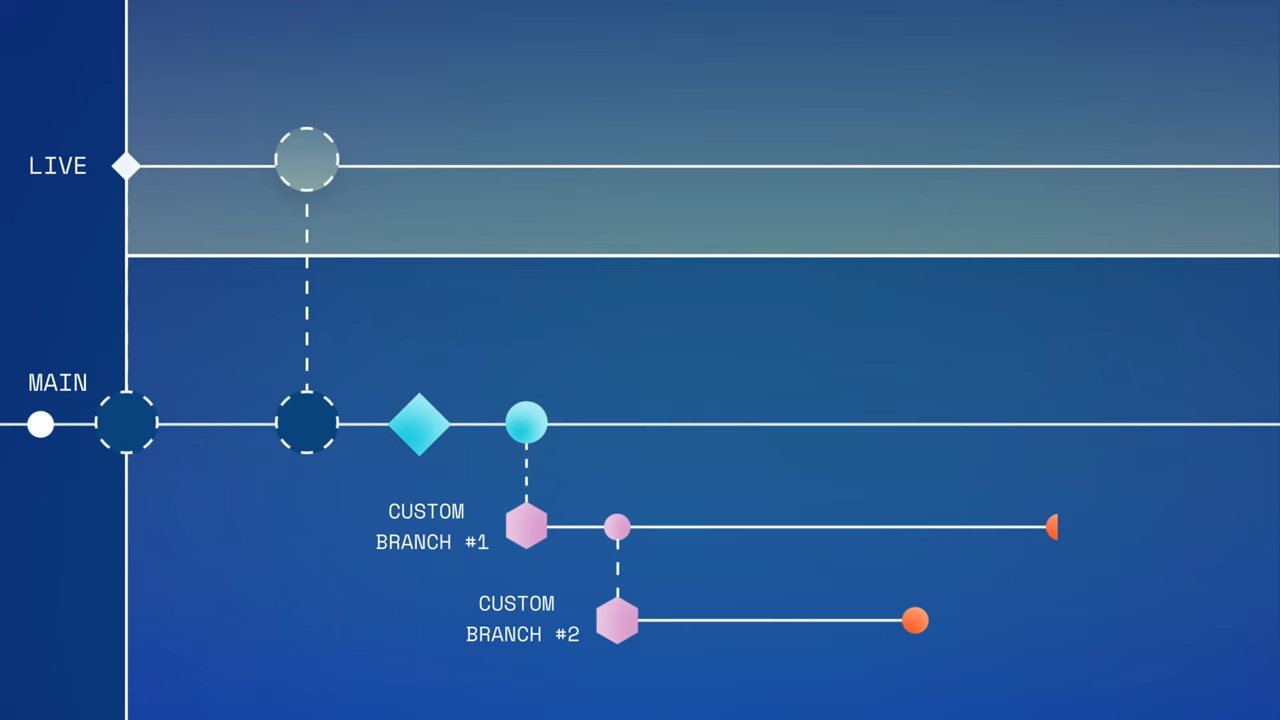 LIVE
MAIN
CUSTOM
BRANCH #1
CUSTOM
BRANCH #2